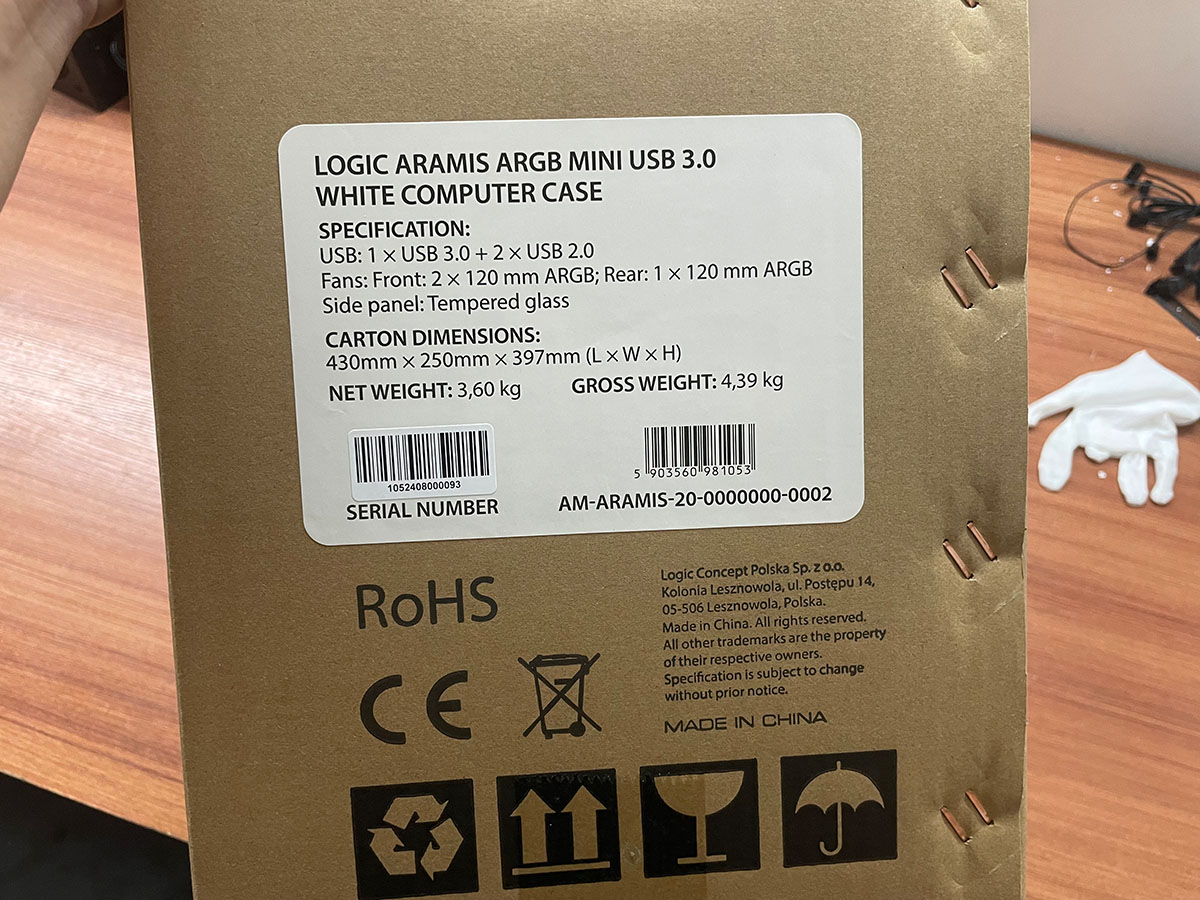 LOGIC ARAMIS ARGB MINI USB 3.0
WHITE COMPUTER CASE
SPECIFICATION:
USB: 1 × USB 3.0 + 2 × USB 2.0
Fans: Front: 2 × 120 mm ARGB; Rear: 1 × 120 mm ARGB
Side panel: Tempered glass
CARTON DIMENSIONS:
430mm × 250mm × 397mm (L × W × H)
NET WEIGHT: 3,60 kg GROSS WEIGHT: 4,39 kg
1052408000093
SERIAL NUMBER
5 903560 981053
AM-ARAMIS-20-0000000-0002
RoHS
CE
Logic Concept Polska Sp. z o.o.
Kolonia Lesznowola, ul. Postępu 14,
05-506 Lesznowola, Polska.
Made in China. All rights reserved.
All other trademarks are the property
of their respective owners.
Specification is subject to change
without prior notice.
MADE IN CHINA